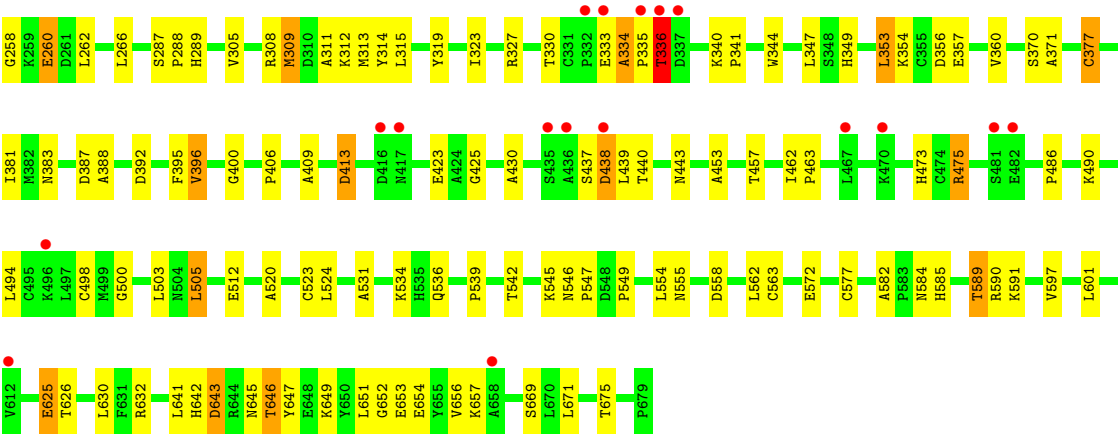 G258 K259 E260 D261 L262 L266 S287 P288 H289 V305 R308 M309 D310 A311 K312 M313 Y314 L315 Y319 I323 R327 T330 C331 P332 E333 A334 P335 T336 D337 K340 P341 W344 L347 S348 H349 L353 K354 C355 D356 E357 V360 S370 A371 C377
I381 M382 N383 D387 A388 D392 F395 V396 G400 P406 A409 D413 D416 N417 E423 A424 G425 A430 S435 A436 S437 D438 L439 T440 N443 A453 T457 I462 P463 L467 K470 H473 C474 R475 S481 E482 P486 K490
L494 C495 K496 L497 C498 M499 G500 L503 N504 L505 E512 A520 C523 L524 A531 K534 H535 Q536 P539 T542 K545 N546 P547 D548 P549 L554 N555 D558 L562 C563 E572 C577 A582 P583 N584 H585 T589 R590 K591 V597 L601
V612 E625 T626 L630 F631 R632 L641 H642 D643 R644 N645 T646 Y647 E648 K649 Y650 L651 G652 E653 E654 Y655 V656 K657 A658 S669 L670 L671 T675 P679